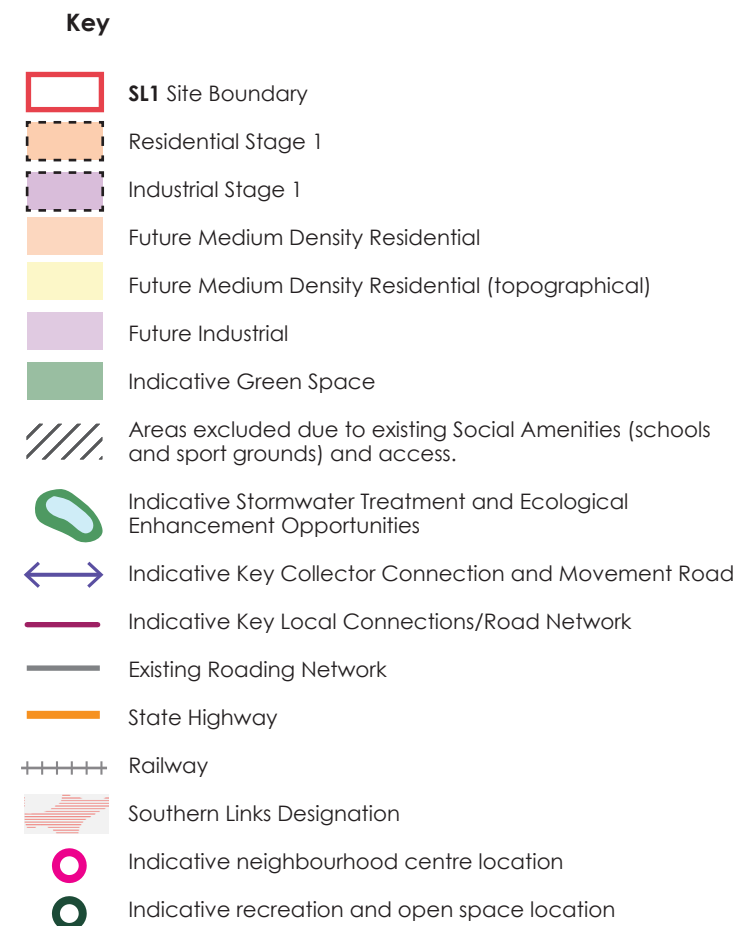 Key
SL1 Site Boundary
Residential Stage 1
Industrial Stage 1
Future Medium Density Residential
Future Medium Density Residential (topographical)
Future Industrial
Indicative Green Space
Areas excluded due to existing Social Amenities (schools
and sport grounds) and access.
Indicative Stormwater Treatment and Ecological
Enhancement Opportunities
Indicative Key Collector Connection and Movement Road
Indicative Key Local Connections/Road Network
Existing Roading Network
State Highway
Railway
Southern Links Designation
Indicative neighbourhood centre location
Indicative recreation and open space location